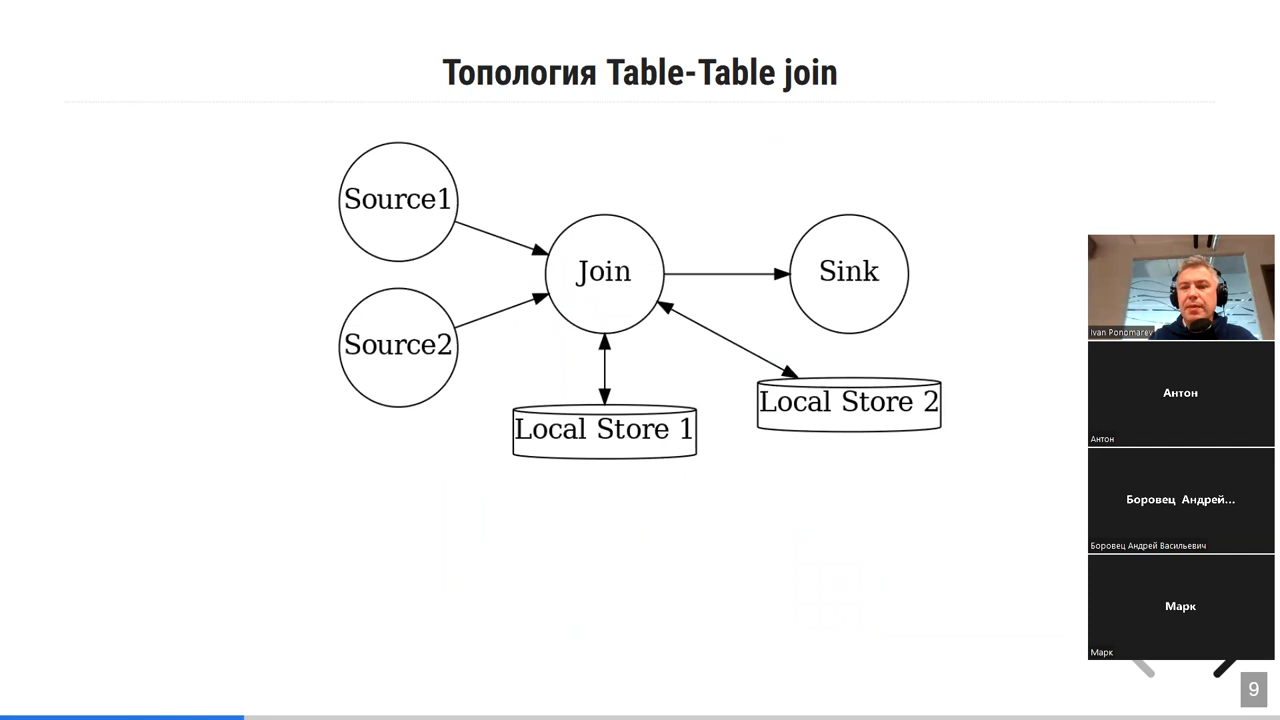 Топология Table-Table join
Source1
Source2
Join
Sink
Local Store 1
Local Store 2
Ivan Ponomarev
Антон
Антон
Боровец Андрей...
Боровец Андрей Васильевич
Марк
Марк
9